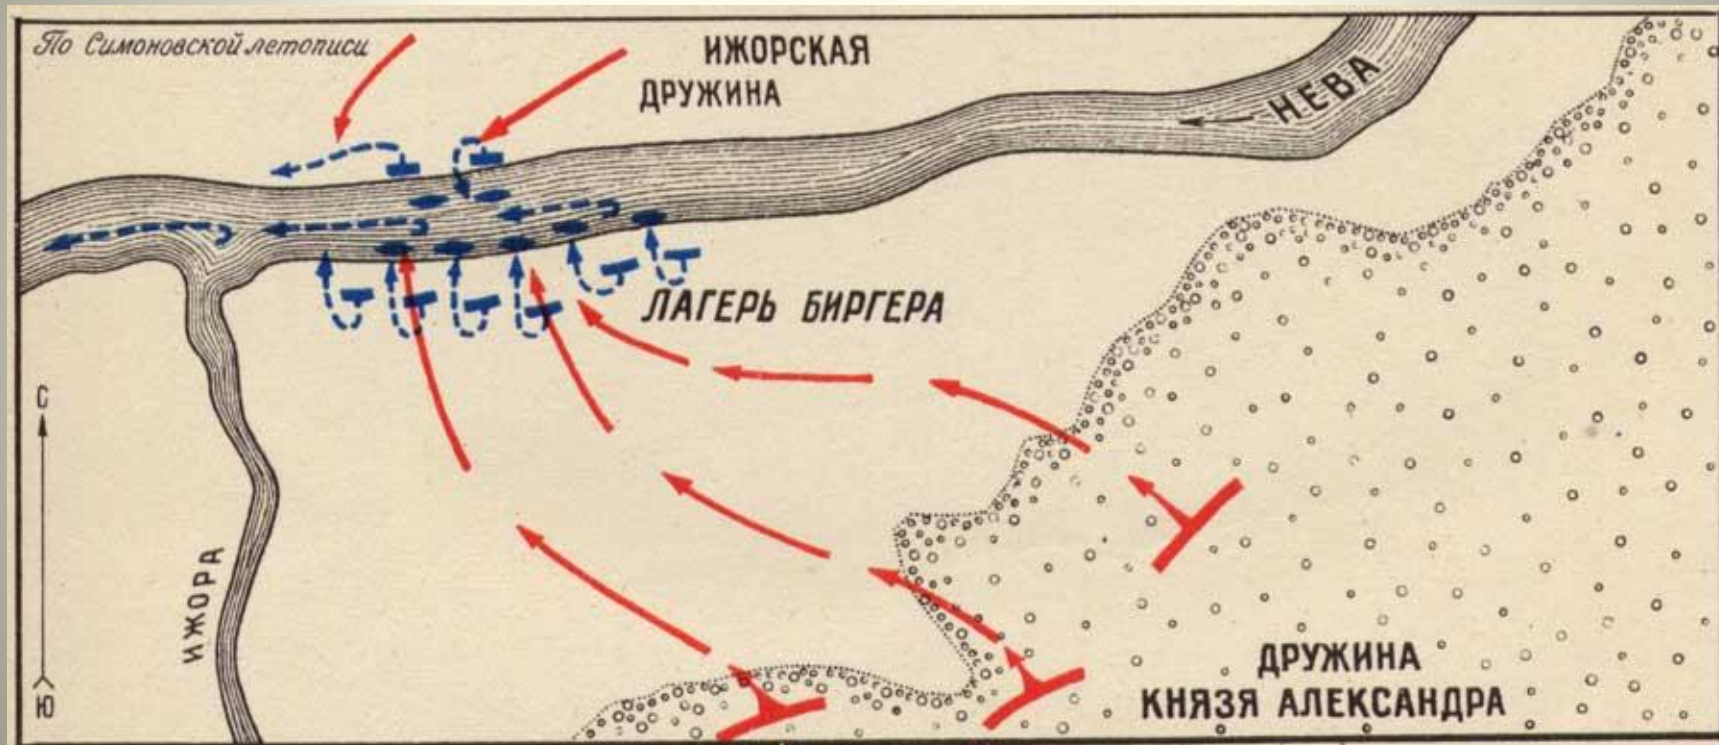 По Симоновской летописи
ИЖОРСКАЯ
ДРУЖИНА
НЕВА
ЛАГЕРЬ БИРГЕРА
С
Ю
ИЖОРА
ДРУЖИНА
КНЯЗЯ АЛЕКСАНДРА